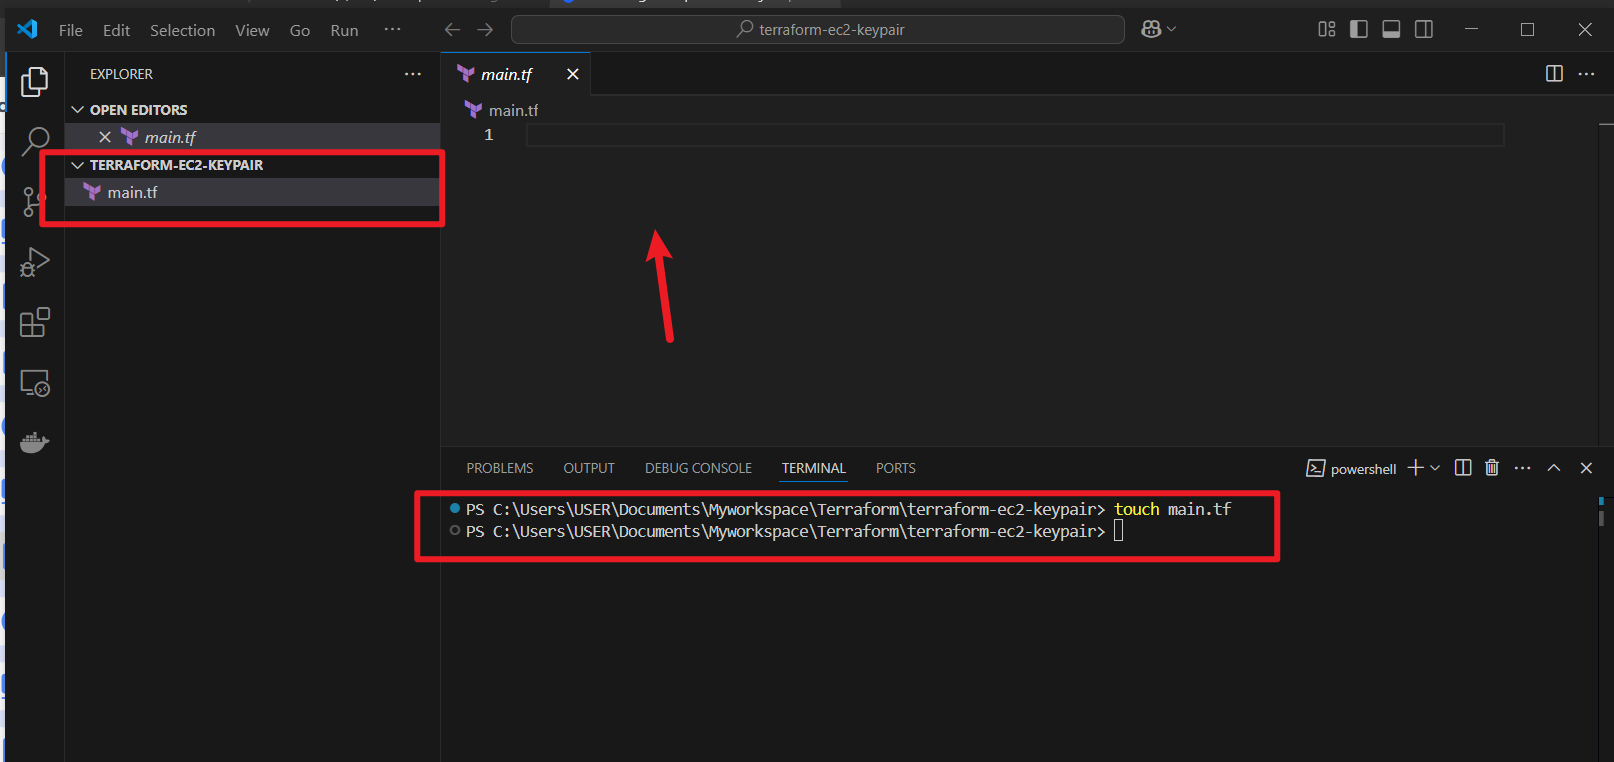 File Edit Selection View Go Run ···
terraform-ec2-keypair
EXPLORER ···
OPEN EDITORS
main.tf
TERRAFORM-EC2-KEYPAIR
main.tf
main.tf
main.tf
1
PROBLEMS OUTPUT DEBUG CONSOLE TERMINAL PORTS
powershell
PS C:\Users\USER\Documents\Myworkspace\Terraform\terraform-ec2-keypair> touch main.tf
PS C:\Users\USER\Documents\Myworkspace\Terraform\terraform-ec2-keypair>